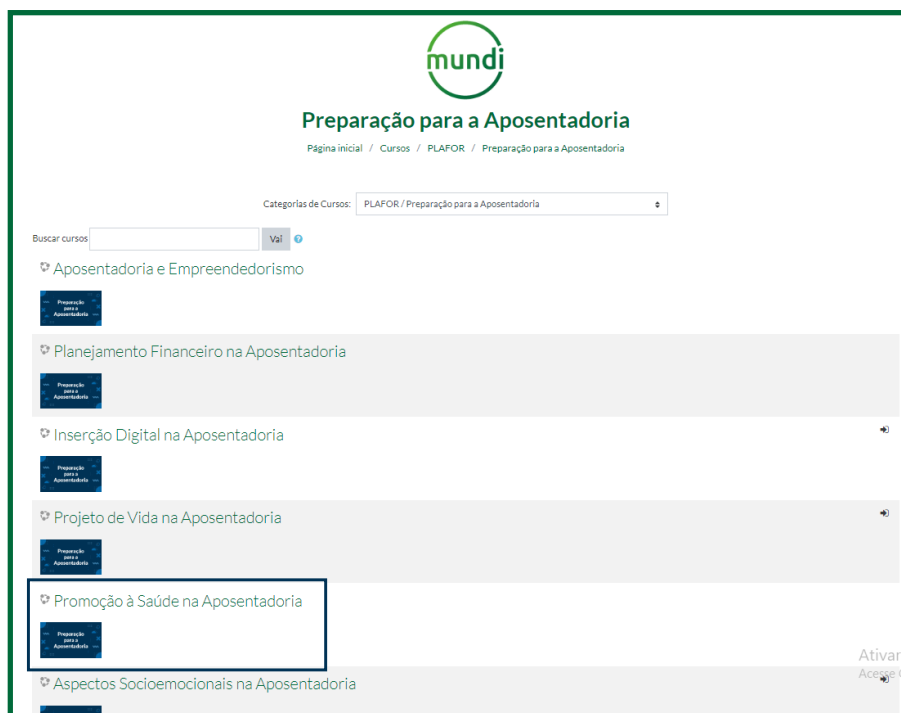 mundi
Preparação para a Aposentadoria
Página inicial / Cursos / PLAFOR / Preparação para a Aposentadoria
Categorias de Cursos: PLAFOR / Preparação para a Aposentadoria
Buscar cursos Vai
Aposentadoria e Empreendedorismo
Preparação
para a
Aposentadoria
Planejamento Financeiro na Aposentadoria
Preparação
para a
Aposentadoria
Inserção Digital na Aposentadoria
Preparação
para a
Aposentadoria
Projeto de Vida na Aposentadoria
Preparação
para a
Aposentadoria
Promoção à Saúde na Aposentadoria
Preparação
para a
Aposentadoria
Ativar
Acesse
Aspectos Socioemocionais na Aposentadoria